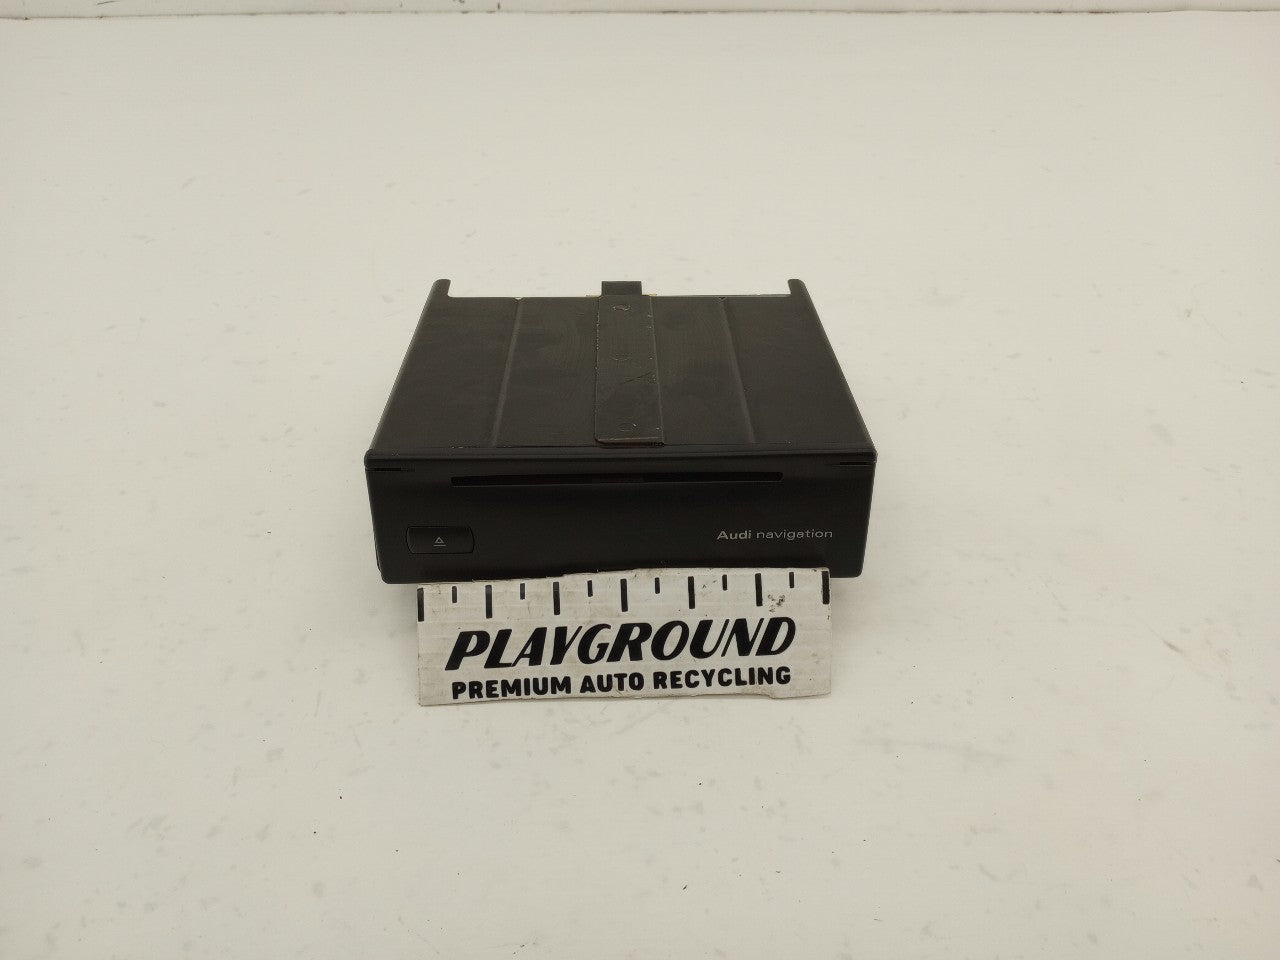 Audi navigation
PLAYGROUND
PREMIUM AUTO RECYCLING